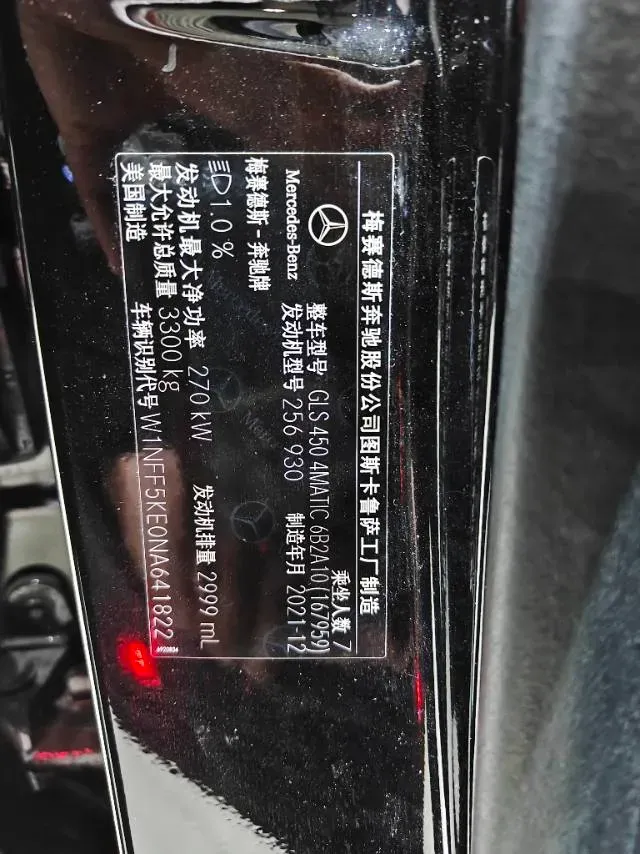 梅赛德斯奔驰股份公司图斯卡鲁萨工厂制造
乘坐人数 7
Mercedes-Benz
整车型号 GLS 450 4MATIC 6B2A10(167959)
梅赛德斯-奔驰牌
发动机型号 256 930 制造年月 2021-12
1.0 %
发动机最大净功率 270 kW 发动机排量 2999 mL
最大允许总质量 3300 kg
美国制造 车辆识别代号 W1NFF5KE0NA641822